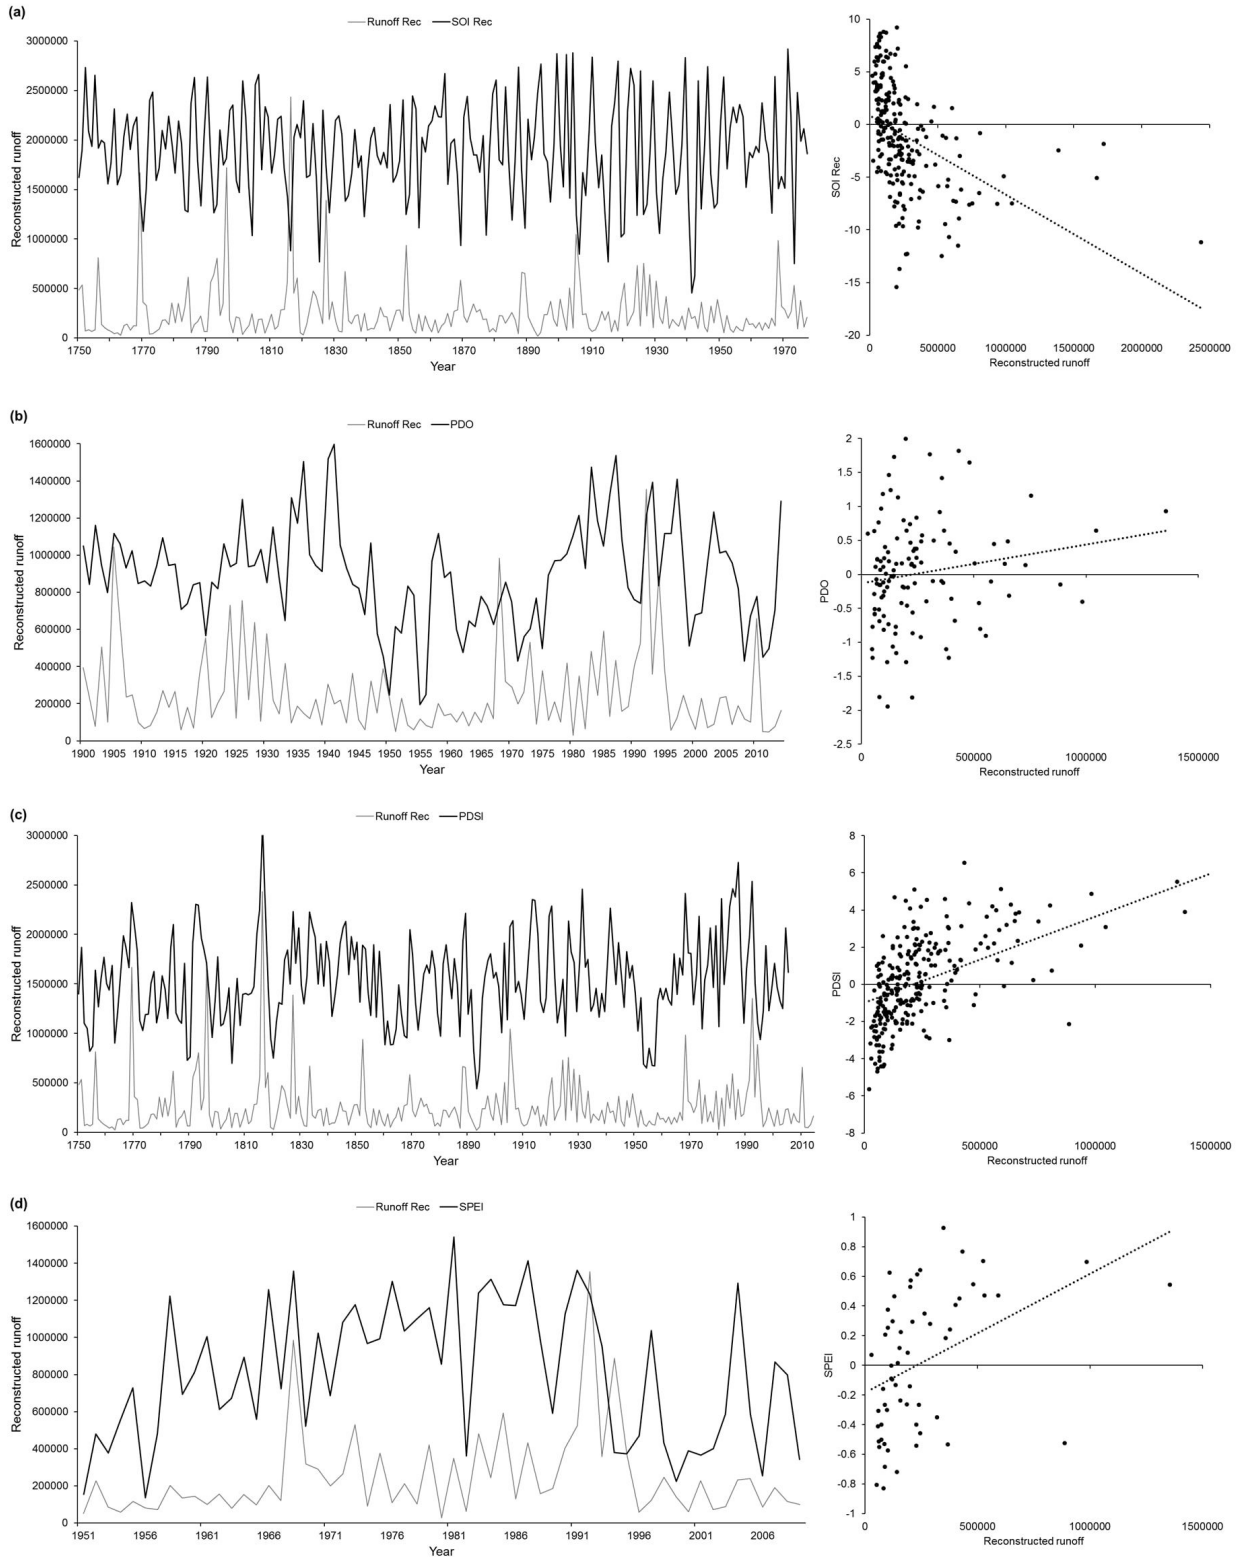 (a)
Runoff Rec SOI Rec
3000000
2500000
2000000
1500000
1000000
500000
0
Reconstructed runoff
1750 1770 1790 1810 1830 1850 1870 1890 1910 1930 1950 1970
Year
10
5
0
-5
-10
-15
-20
SOI Rec
0 500000 1000000 1500000 2000000 2500000
Reconstructed runoff
(b)
Runoff Rec PDO
1600000
1400000
1200000
1000000
800000
600000
400000
200000
0
Reconstructed runoff
1900 1905 1910 1915 1920 1925 1930 1935 1940 1945 1950 1955 1960 1965 1970 1975 1980 1985 1990 1995 2000 2005 2010
Year
2
1.5
1
0.5
0
-0.5
-1
-1.5
-2
-2.5
PDO
0 500000 1000000 1500000
Reconstructed runoff
(c)
Runoff Rec PDSI
3000000
2500000
2000000
1500000
1000000
500000
0
Reconstructed runoff
1750 1770 1790 1810 1830 1850 1870 1890 1910 1930 1950 1970 1990 2010
Year
8
6
4
2
0
-2
-4
-6
-8
PDSI
0 500000 1000000 1500000
Reconstructed runoff
(d)
Runoff Rec SPEI
1600000
1400000
1200000
1000000
800000
600000
400000
200000
0
Reconstructed runoff
1951 1956 1961 1966 1971 1976 1981 1986 1991 1996 2001 2006
Year
1
0.8
0.6
0.4
0.2
0
-0.2
-0.4
-0.6
-0.8
-1
SPEI
0 500000 1000000 1500000
Reconstructed runoff